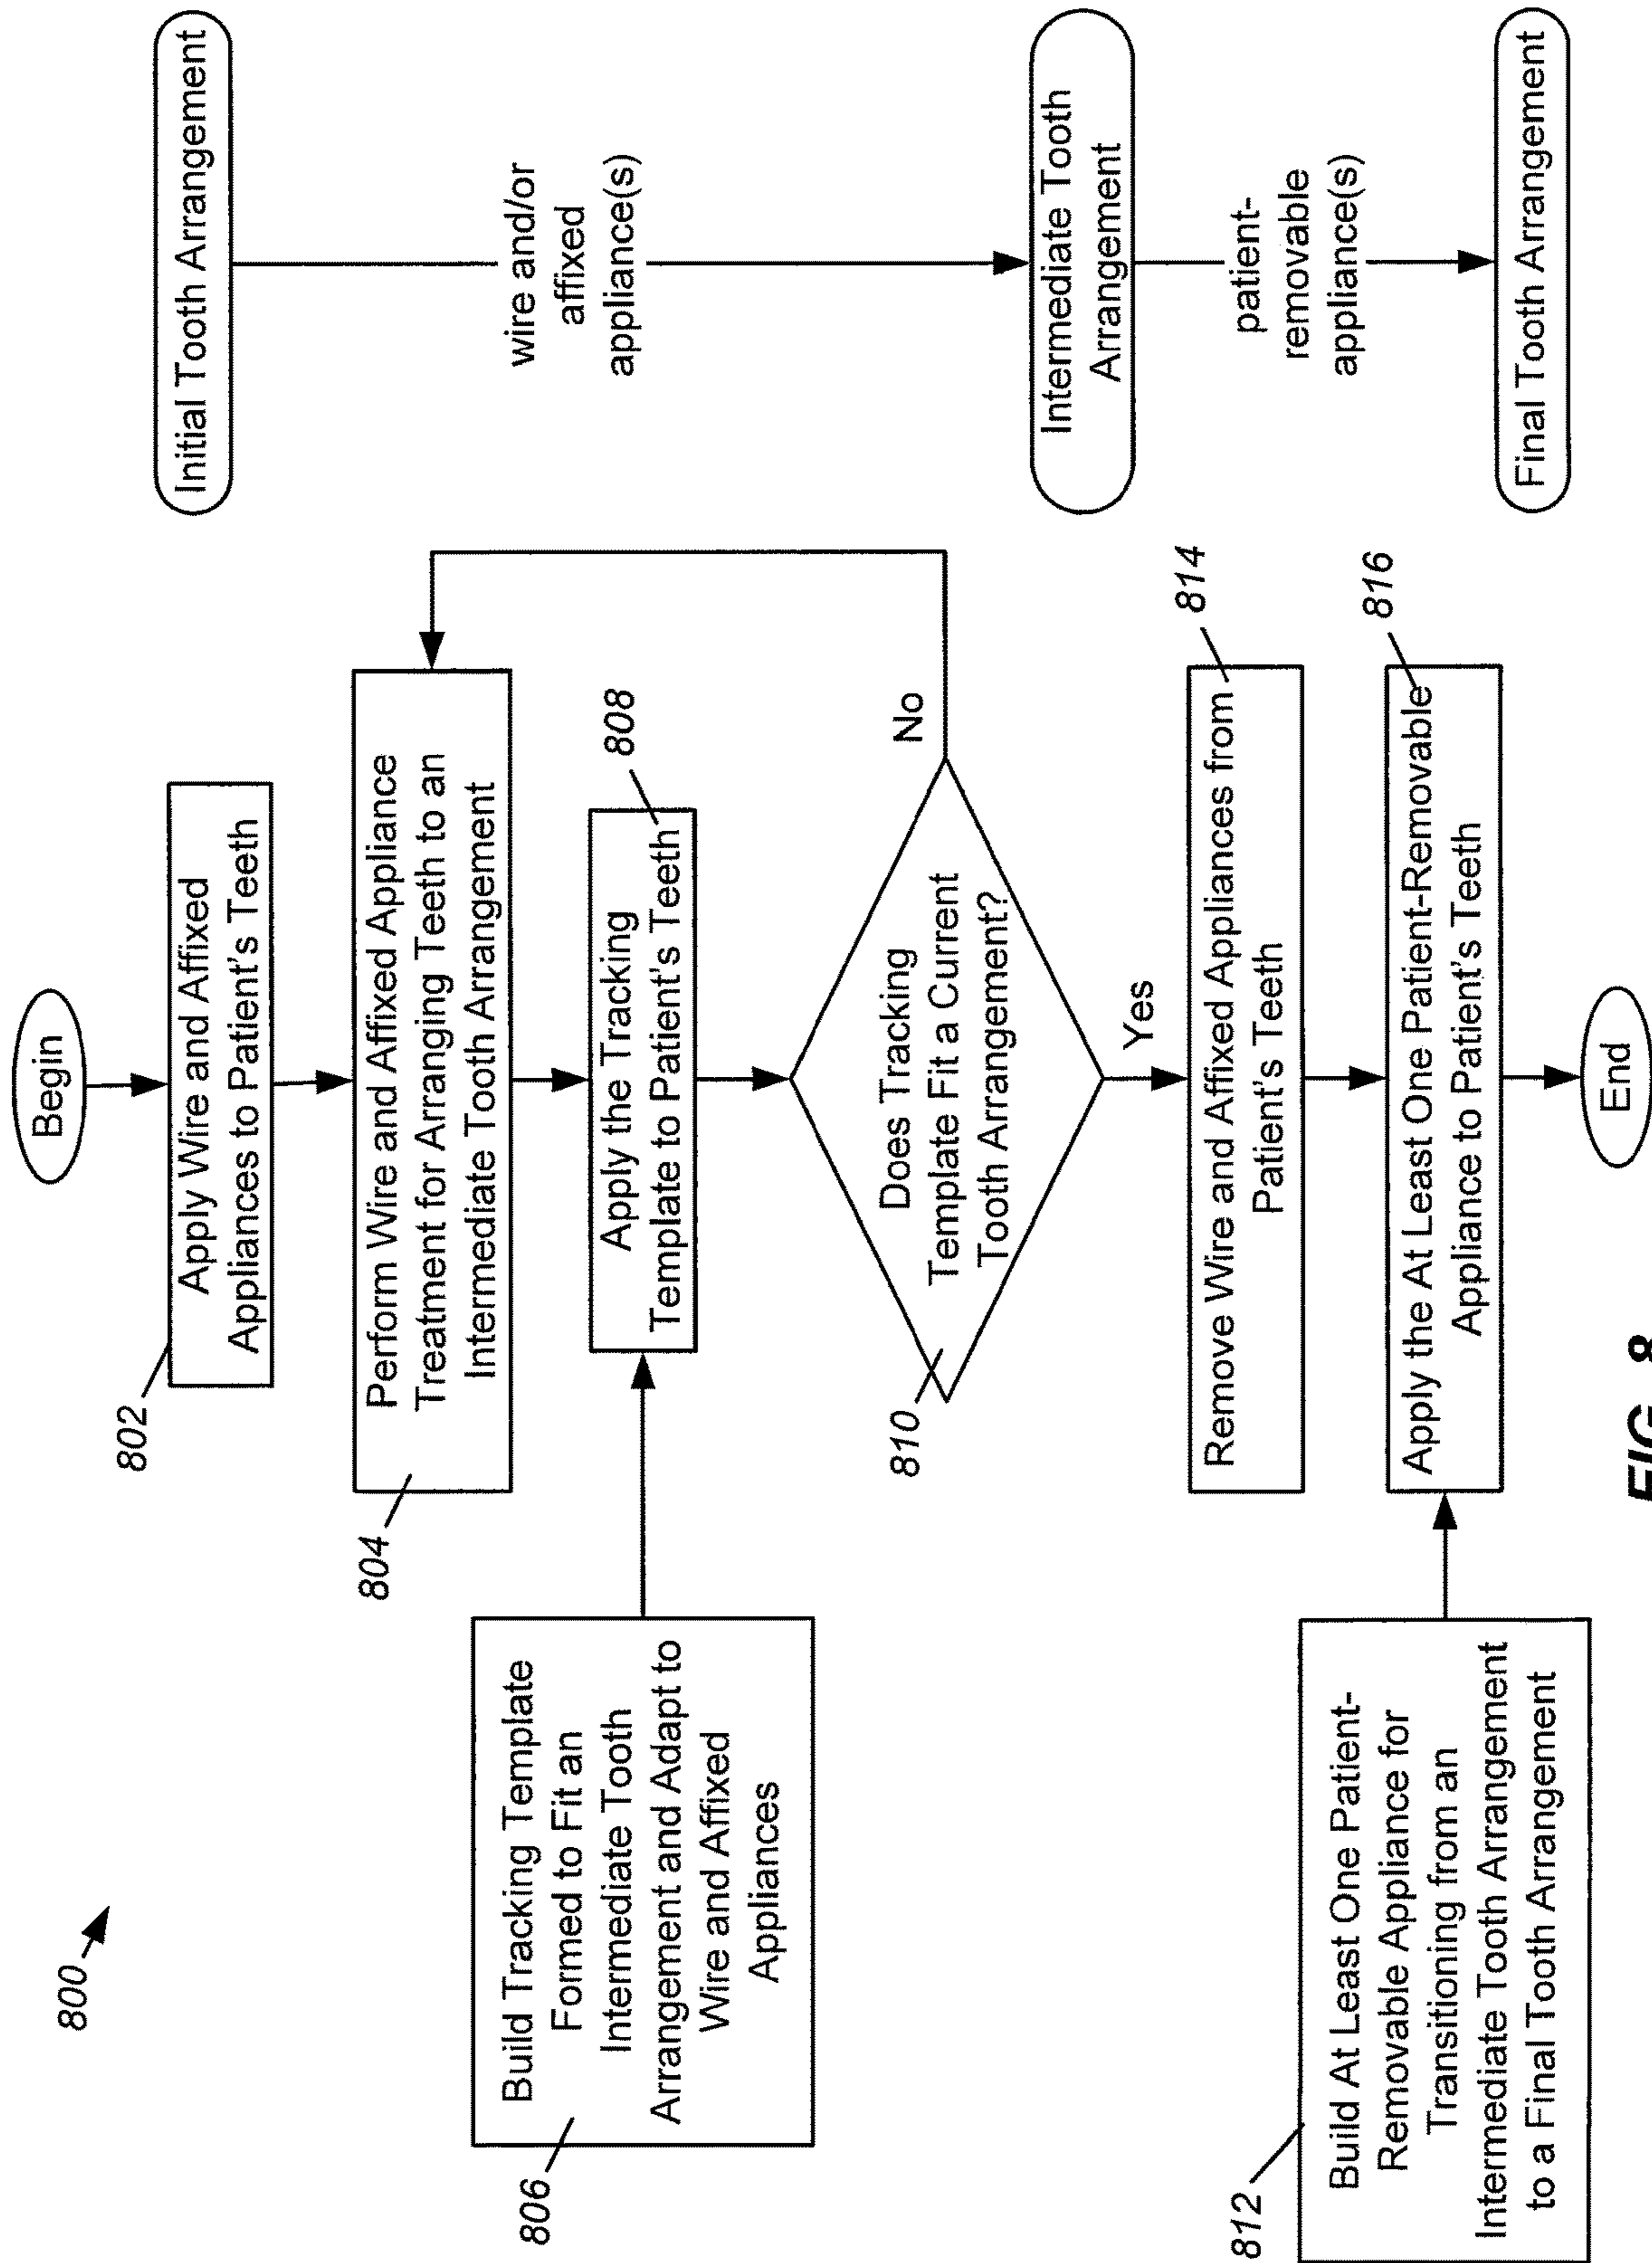 800
Begin
802
Apply Wire and Affixed
Appliances to Patient's Teeth
804
Perform Wire and Affixed Appliance
Treatment for Arranging Teeth to an
Intermediate Tooth Arrangement
806
Build Tracking Template
Formed to Fit an
Intermediate Tooth
Arrangement and Adapt to
Wire and Affixed
Appliances
808
Apply the Tracking
Template to Patient's Teeth
810
Does Tracking
Template Fit a Current
Tooth Arrangement?
No
Yes
814
Remove Wire and Affixed Appliances from
Patient's Teeth
812
Build At Least One Patient-
Removable Appliance for
Transitioning from an
Intermediate Tooth Arrangement
to a Final Tooth Arrangement
816
Apply the At Least One Patient-Removable
Appliance to Patient's Teeth
End
Initial Tooth Arrangement
wire and/or
affixed
appliance(s)
Intermediate Tooth
Arrangement
patient-
removable
appliance(s)
Final Tooth Arrangement
FIG. 8